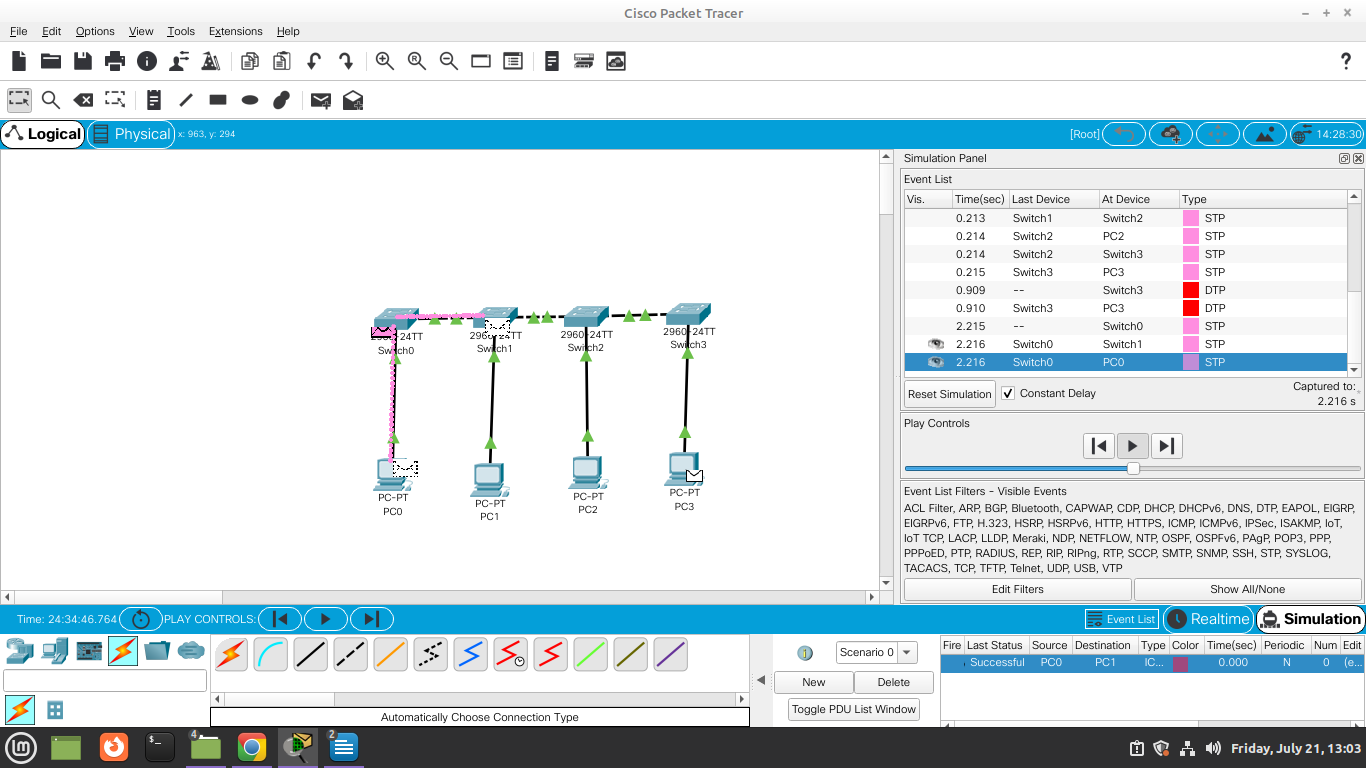 Cisco Packet Tracer
File Edit Options View Tools Extensions Help
Logical Physical x: 963, y: 294 [Root] 14:28:30
Simulation Panel
Event List
Vis. Time(sec) Last Device At Device Type
0.213 Switch1 Switch2 STP
0.214 Switch2 PC2 STP
0.214 Switch2 Switch3 STP
0.215 Switch3 PC3 STP
0.909 -- Switch3 DTP
0.910 Switch3 PC3 DTP
2.215 -- Switch0 STP
2.216 Switch0 Switch1 STP
2.216 Switch0 PC0 STP
Reset Simulation Constant Delay Captured to:
2.216 s
Play Controls
Event List Filters - Visible Events
ACL Filter, ARP, BGP, Bluetooth, CAPWAP, CDP, DHCP, DHCPv6, DNS, DTP, EAPOL, EIGRP,
EIGRPv6, FTP, H.323, HSRP, HSRPv6, HTTP, HTTPS, ICMP, ICMPv6, IPSec, ISAKMP, IoT,
IoT TCP, LACP, LLDP, Meraki, NDP, NETFLOW, NTP, OSPF, OSPFv6, PAgP, POP3, PPP,
PPPoED, PTP, RADIUS, REP, RIP, RIPng, RTP, SCCP, SMTP, SNMP, SSH, STP, SYSLOG,
TACACS, TCP, TFTP, Telnet, UDP, USB, VTP
Edit Filters Show All/None
2960-24TT
Switch0
2960-24TT
Switch1
2960-24TT
Switch2
2960-24TT
Switch3
PC-PT
PC0
PC-PT
PC1
PC-PT
PC2
PC-PT
PC3
Time: 24:34:46.764 PLAY CONTROLS: Event List Realtime Simulation
Automatically Choose Connection Type
Scenario 0
New Delete
Toggle PDU List Window
Fire Last Status Source Destination Type Color Time(sec) Periodic Num Edit
Successful PC0 PC1 IC... 0.000 N 0 (e...
4 2 Friday, July 21, 13:03